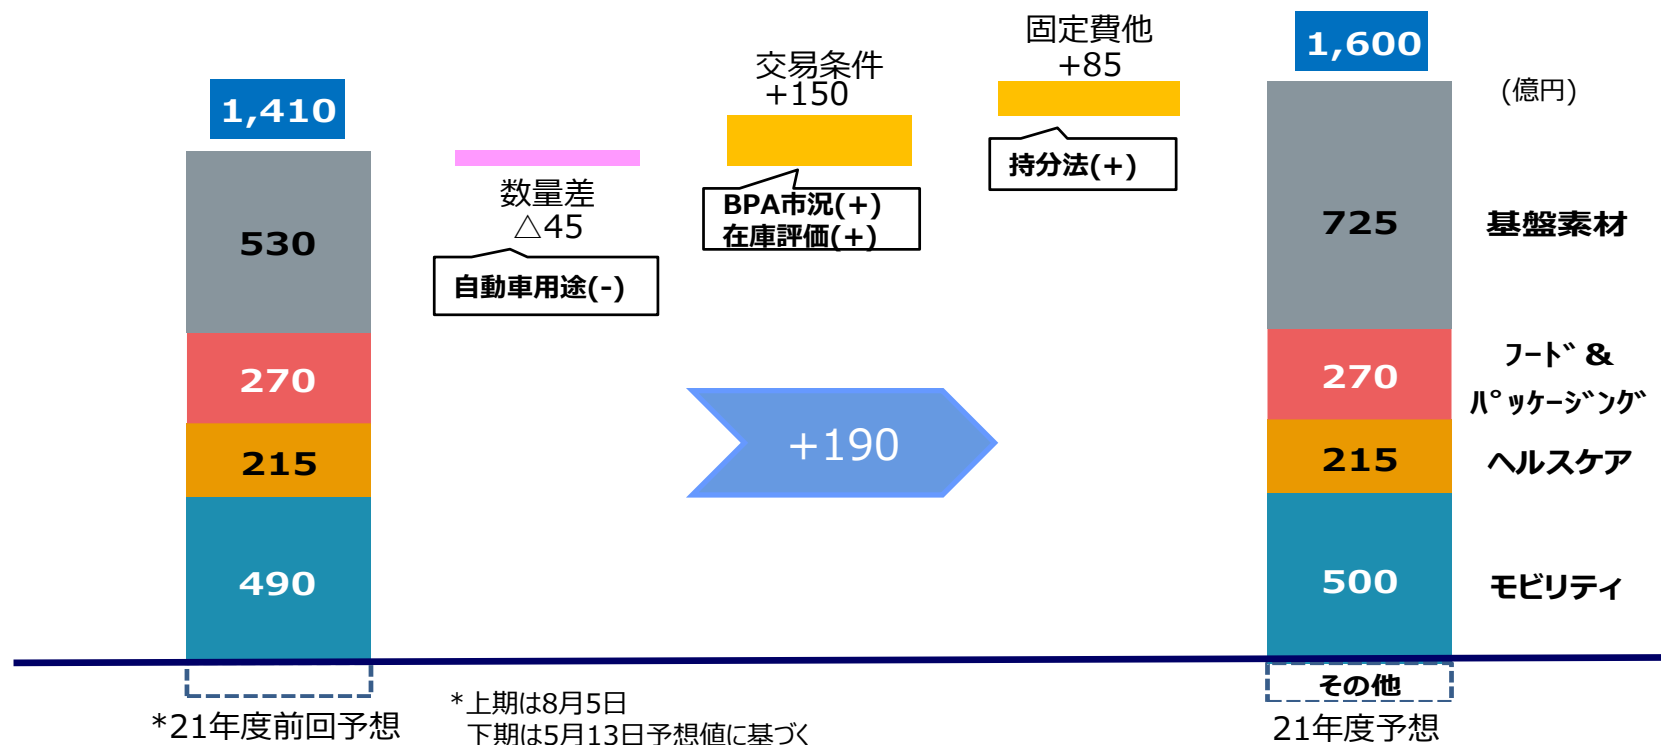 固定費他
+85
1,600
(億円)
交易条件
+150
1,410
持分法(+)
数量差
△45
BPA市況(+)
在庫評価(+)
自動車用途(-)
530
725
基盤素材
270
270
フード&
パッケージング
+190
215
215
ヘルスケア
490
500
モビリティ
その他
*21年度前回予想
*上期は8月5日
下期は5月13日予想値に基づく
21年度予想